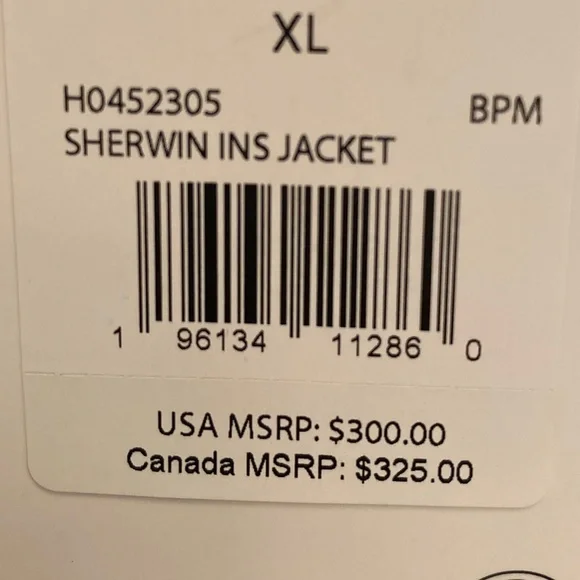 XL
H0452305 BPM
SHERWIN INS JACKET
1 96134 11286 0
USA MSRP: $300.00
Canada MSRP: $325.00